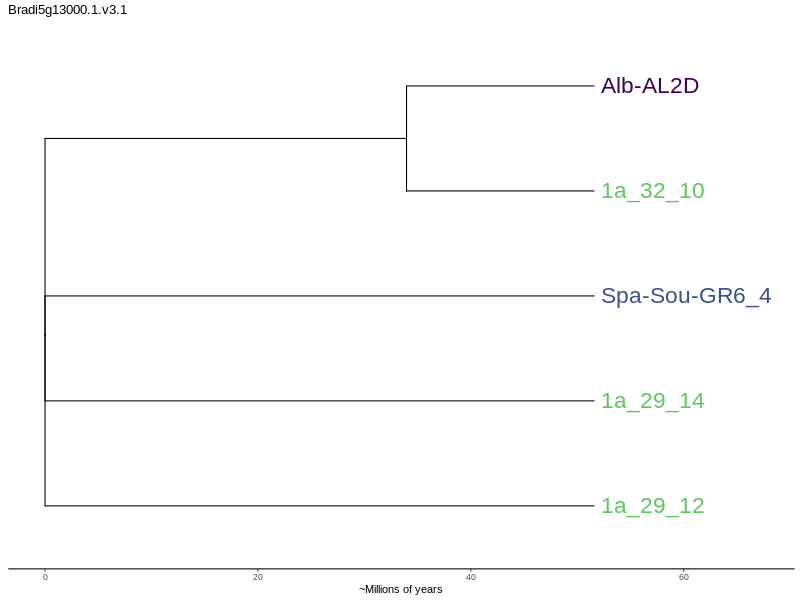 Bradi5g13000.1.v3.1
Alb-AL2D
1a_32_10
Spa-Sou-GR6_4
1a_29_14
1a_29_12
0 20 40 60
~Millions of years